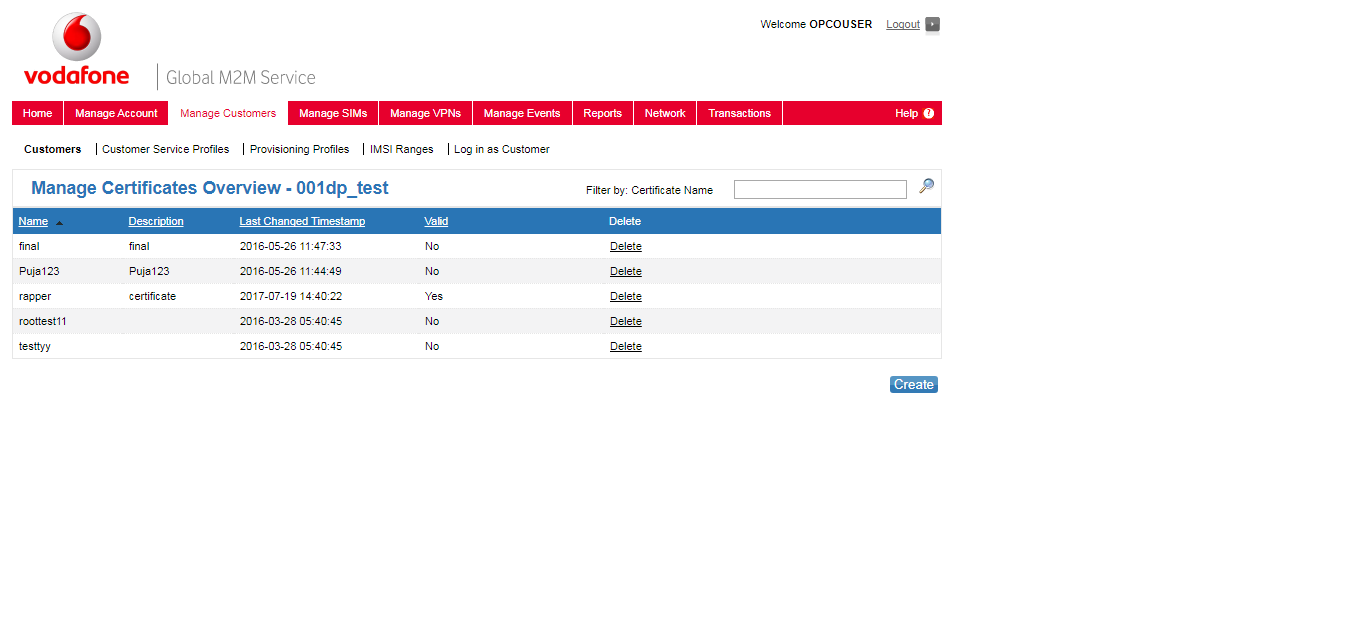 Welcome OPCOUSER Logout
vodafone Global M2M Service
Home Manage Account Manage Customers Manage SIMs Manage VPNs Manage Events Reports Network Transactions Help ?
Customers Customer Service Profiles Provisioning Profiles IMSI Ranges Log in as Customer
Manage Certificates Overview - 001dp_test Filter by: Certificate Name
Name Description Last Changed Timestamp Valid Delete
final final 2016-05-26 11:47:33 No Delete
Puja123 Puja123 2016-05-26 11:44:49 No Delete
rapper certificate 2017-07-19 14:40:22 Yes Delete
roottest11 2016-03-28 05:40:45 No Delete
testtyy 2016-03-28 05:40:45 No Delete
Create